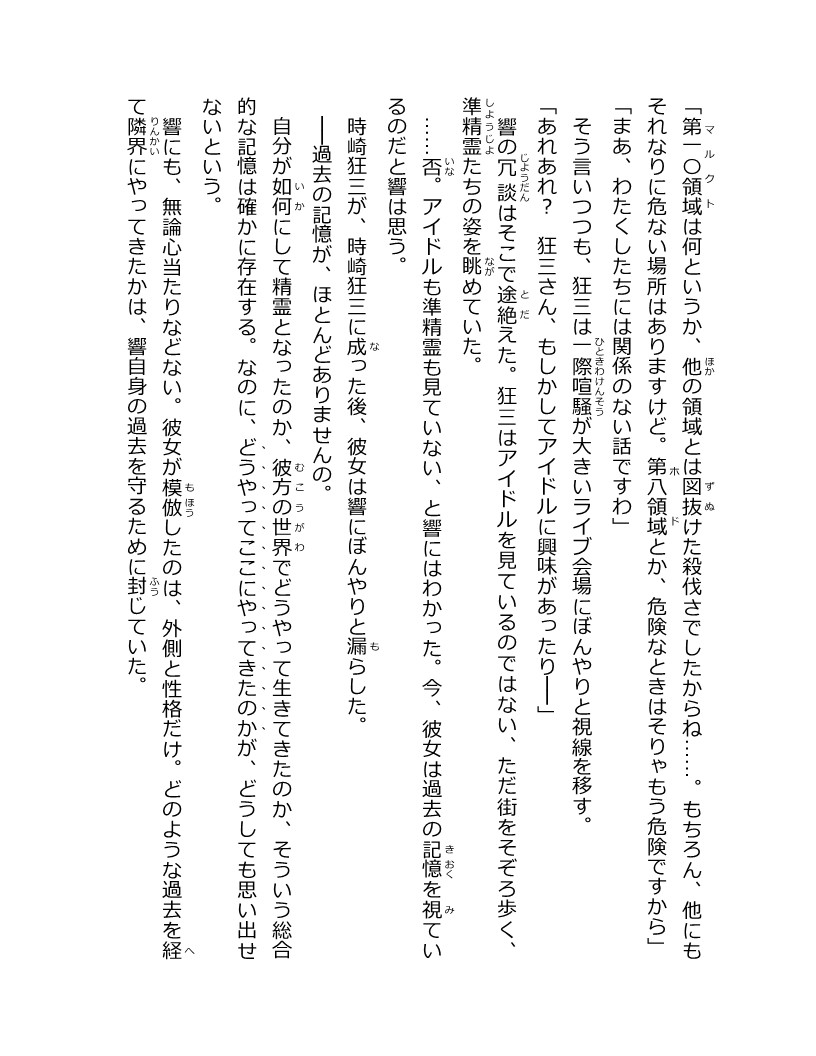 「第一〇領域は何というか、他の領域とは図抜けた殺伐さでしたからね……。もちろん、他にも
それなりに危ない場所はありますけど。第八領域とか、危険なときはそりゃもう危険ですから」
「まあ、わたくしたちには関係のない話ですわ」
そう言いつつも、狂三は一際喧騒が大きいライブ会場にぼんやりと視線を移す。
「あれあれ？　狂三さん、もしかしてアイドルに興味があったり――」
響の冗談はそこで途絶えた。狂三はアイドルを見ているのではない、ただ街をそぞろ歩く、
準精霊たちの姿を眺めていた。
……否。アイドルも準精霊も見ていない、と響にはわかった。今、彼女は過去の記憶を視てい
るのだと響は思う。
時崎狂三が、時崎狂三に成った後、彼女は響にぼんやりと漏らした。
――過去の記憶が、ほとんどありませんの。
自分が如何にして精霊となったのか、彼方の世界でどうやって生きてきたのか、そういう総合
的な記憶は確かに存在する。なのに、どうやってここにやってきたのかが、どうしても思い出せ
ないという。
響にも、無論心当たりなどない。彼女が模倣したのは、外側と性格だけ。どのような過去を経
て隣界にやってきたかは、響自身の過去を守るために封じていた。